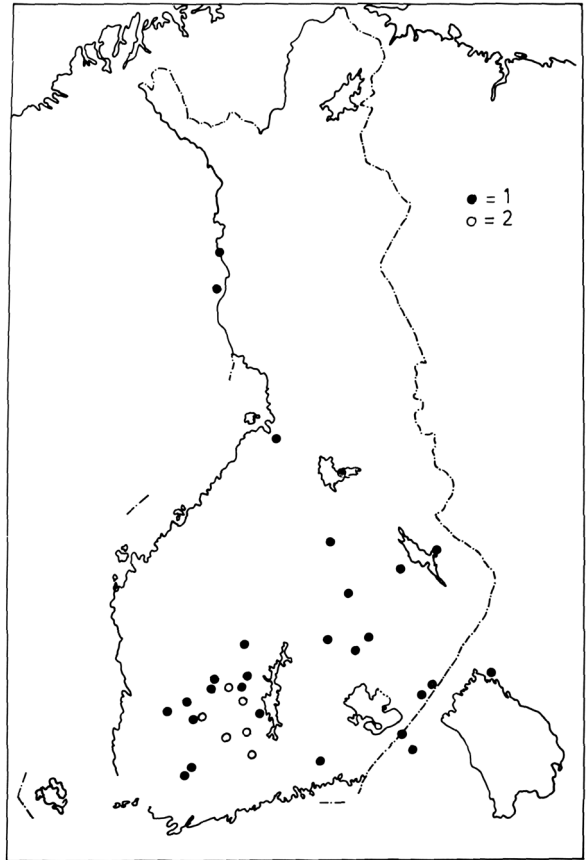 ● = 1
○ = 2